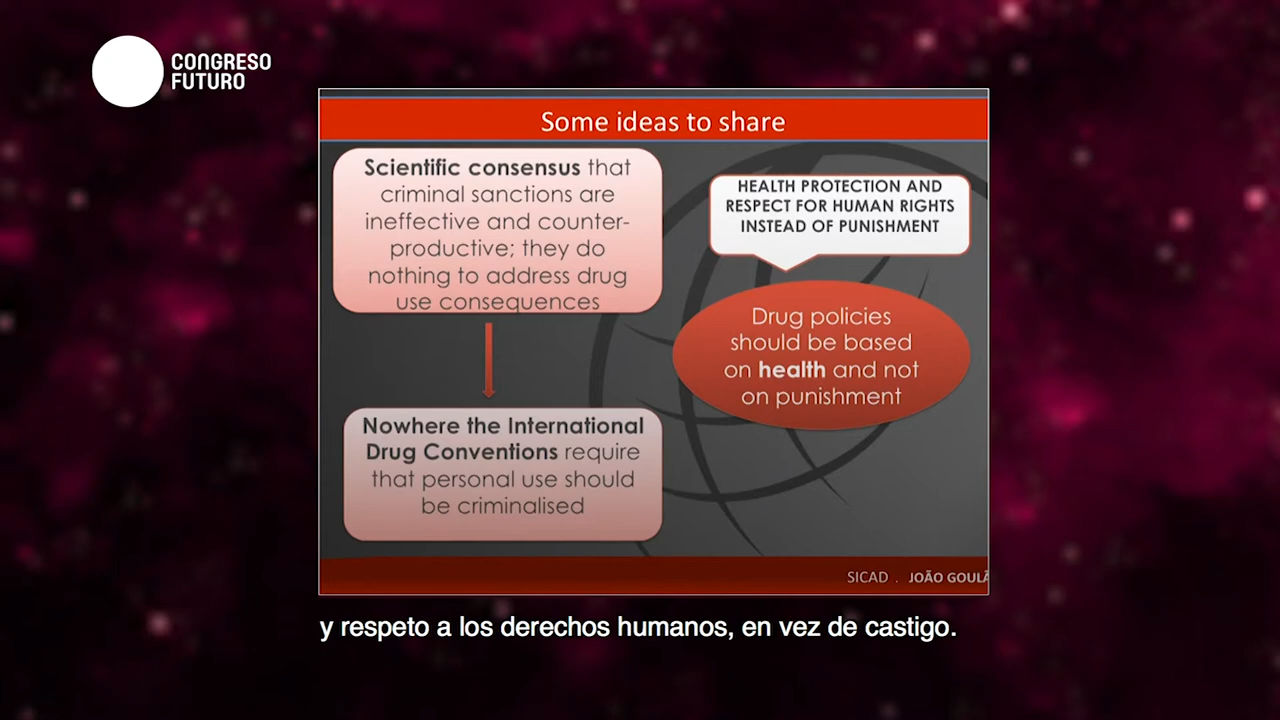 CONGRESO
FUTURO
Some ideas to share
Scientific consensus that
criminal sanctions are
ineffective and counter-
productive; they do
nothing to address drug
use consequences
Nowhere the International
Drug Conventions require
that personal use should
be criminalised
HEALTH PROTECTION AND
RESPECT FOR HUMAN RIGHTS
INSTEAD OF PUNISHMENT
Drug policies
should be based
on health and not
on punishment
SICAD . JOÃO GOULÃ
y respeto a los derechos humanos, en vez de castigo.